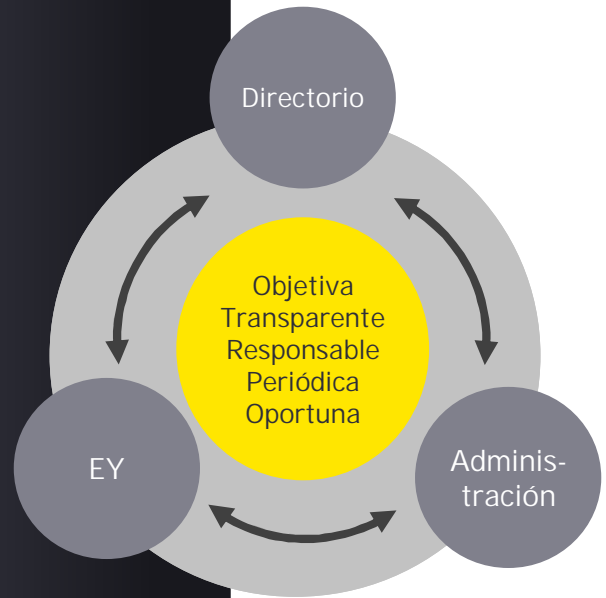 Directorio
Objetiva
Transparente
Responsable
Periódica
Oportuna
EY
Adminis-
tración